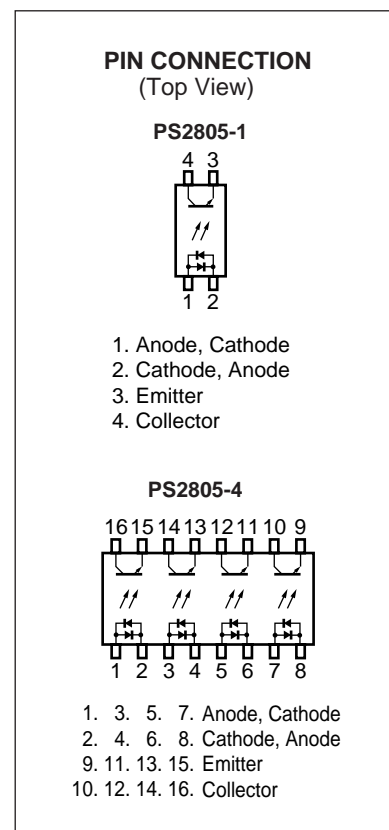 PIN CONNECTION
(Top View)
PS2805-1
4 3
1 2
1. Anode, Cathode
2. Cathode, Anode
3. Emitter
4. Collector
PS2805-4
16 15 14 13 12 11 10 9
1 2 3 4 5 6 7 8
1. 3. 5. 7. Anode, Cathode
2. 4. 6. 8. Cathode, Anode
9. 11. 13. 15. Emitter
10. 12. 14. 16. Collector